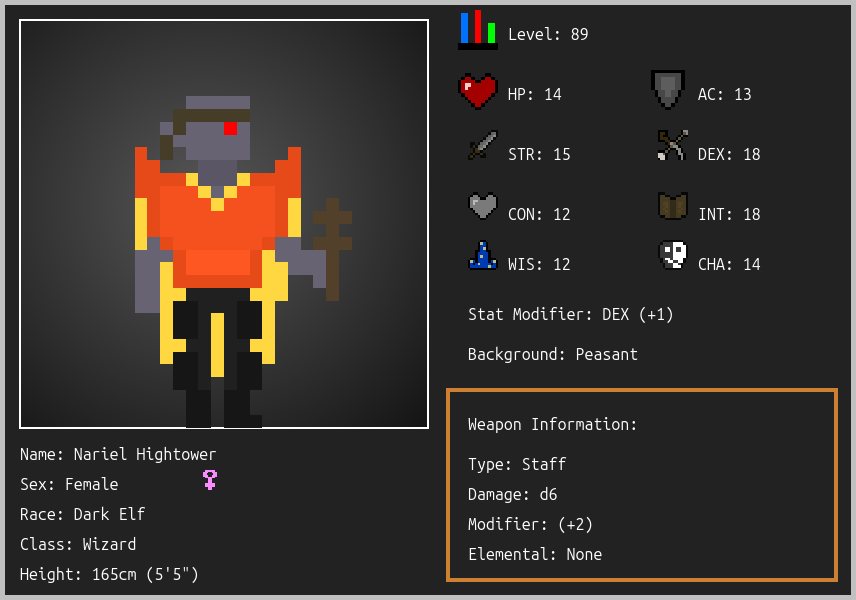 Level: 89
HP: 14
AC: 13
STR: 15
DEX: 18
CON: 12
INT: 18
WIS: 12
CHA: 14
Stat Modifier: DEX (+1)
Background: Peasant
Weapon Information:
Type: Staff
Damage: d6
Modifier: (+2)
Elemental: None
Name: Nariel Hightower
Sex: Female
Race: Dark Elf
Class: Wizard
Height: 165cm (5'5")